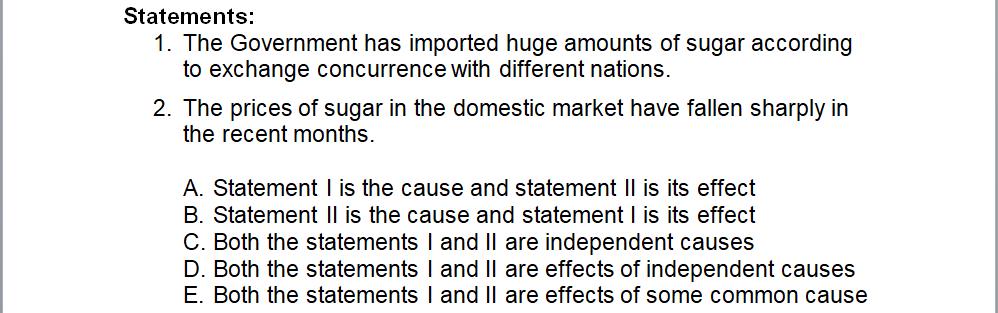 Statements:
1. The Government has imported huge amounts of sugar according
to exchange concurrence with different nations.
2. The prices of sugar in the domestic market have fallen sharply in
the recent months.
A. Statement I is the cause and statement II is its effect
B. Statement II is the cause and statement I is its effect
C. Both the statements I and II are independent causes
D. Both the statements I and II are effects of independent causes
E. Both the statements I and II are effects of some common cause